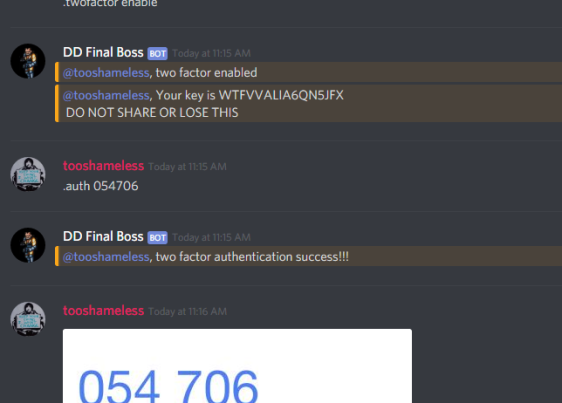 .twofactor enable
DD Final Boss BOT Today at 11:15 AM
@tooshameless, two factor enabled
@tooshameless, Your key is WTFVVALIA6QN5JFX
DO NOT SHARE OR LOSE THIS
tooshameless Today at 11:15 AM
.auth 054706
DD Final Boss BOT Today at 11:15 AM
@tooshameless, two factor authentication success!!!
tooshameless Today at 11:16 AM
054 706